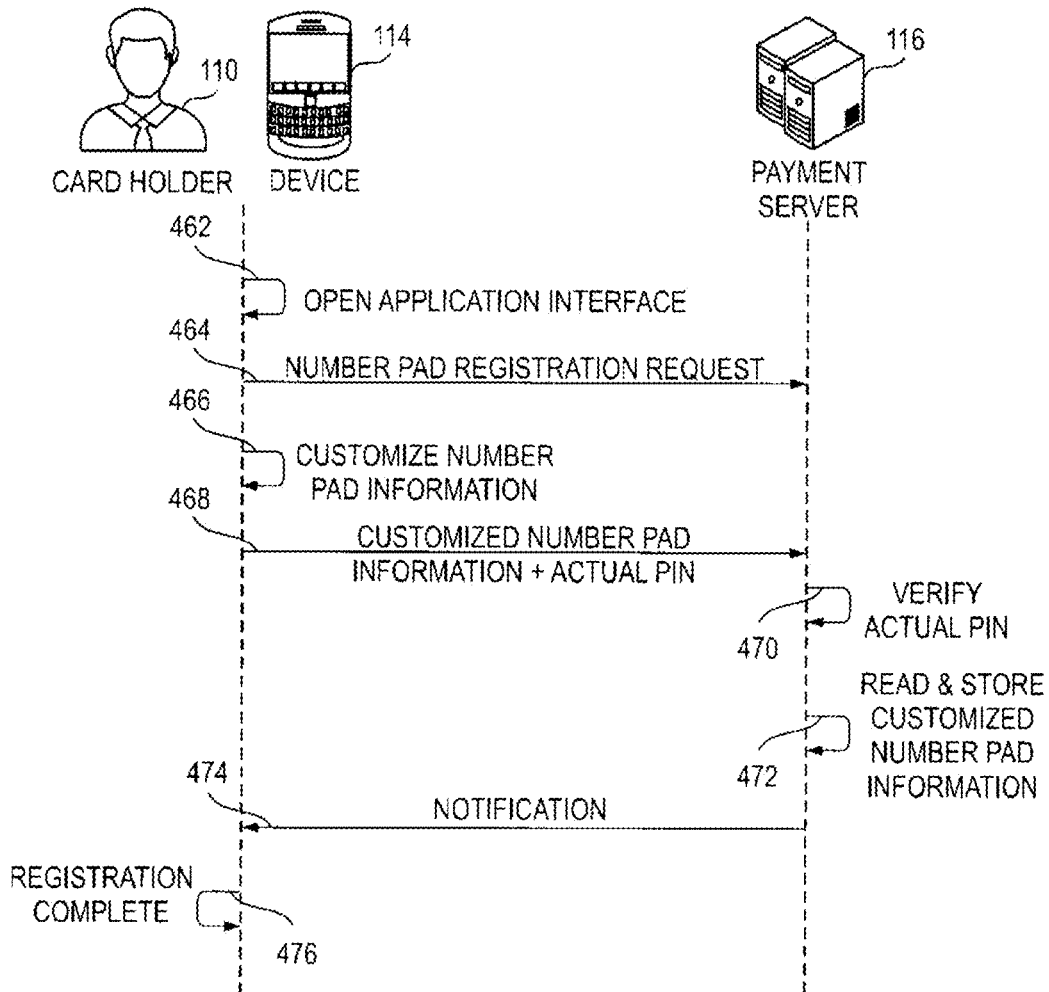 110
114
116
CARD HOLDER
DEVICE
PAYMENT
SERVER
462
OPEN APPLICATION INTERFACE
464
NUMBER PAD REGISTRATION REQUEST
466
CUSTOMIZE NUMBER
PAD INFORMATION
468
CUSTOMIZED NUMBER PAD
INFORMATION + ACTUAL PIN
VERIFY
ACTUAL PIN
470
READ & STORE
CUSTOMIZED
NUMBER PAD
INFORMATION
472
474
NOTIFICATION
REGISTRATION
COMPLETE
476